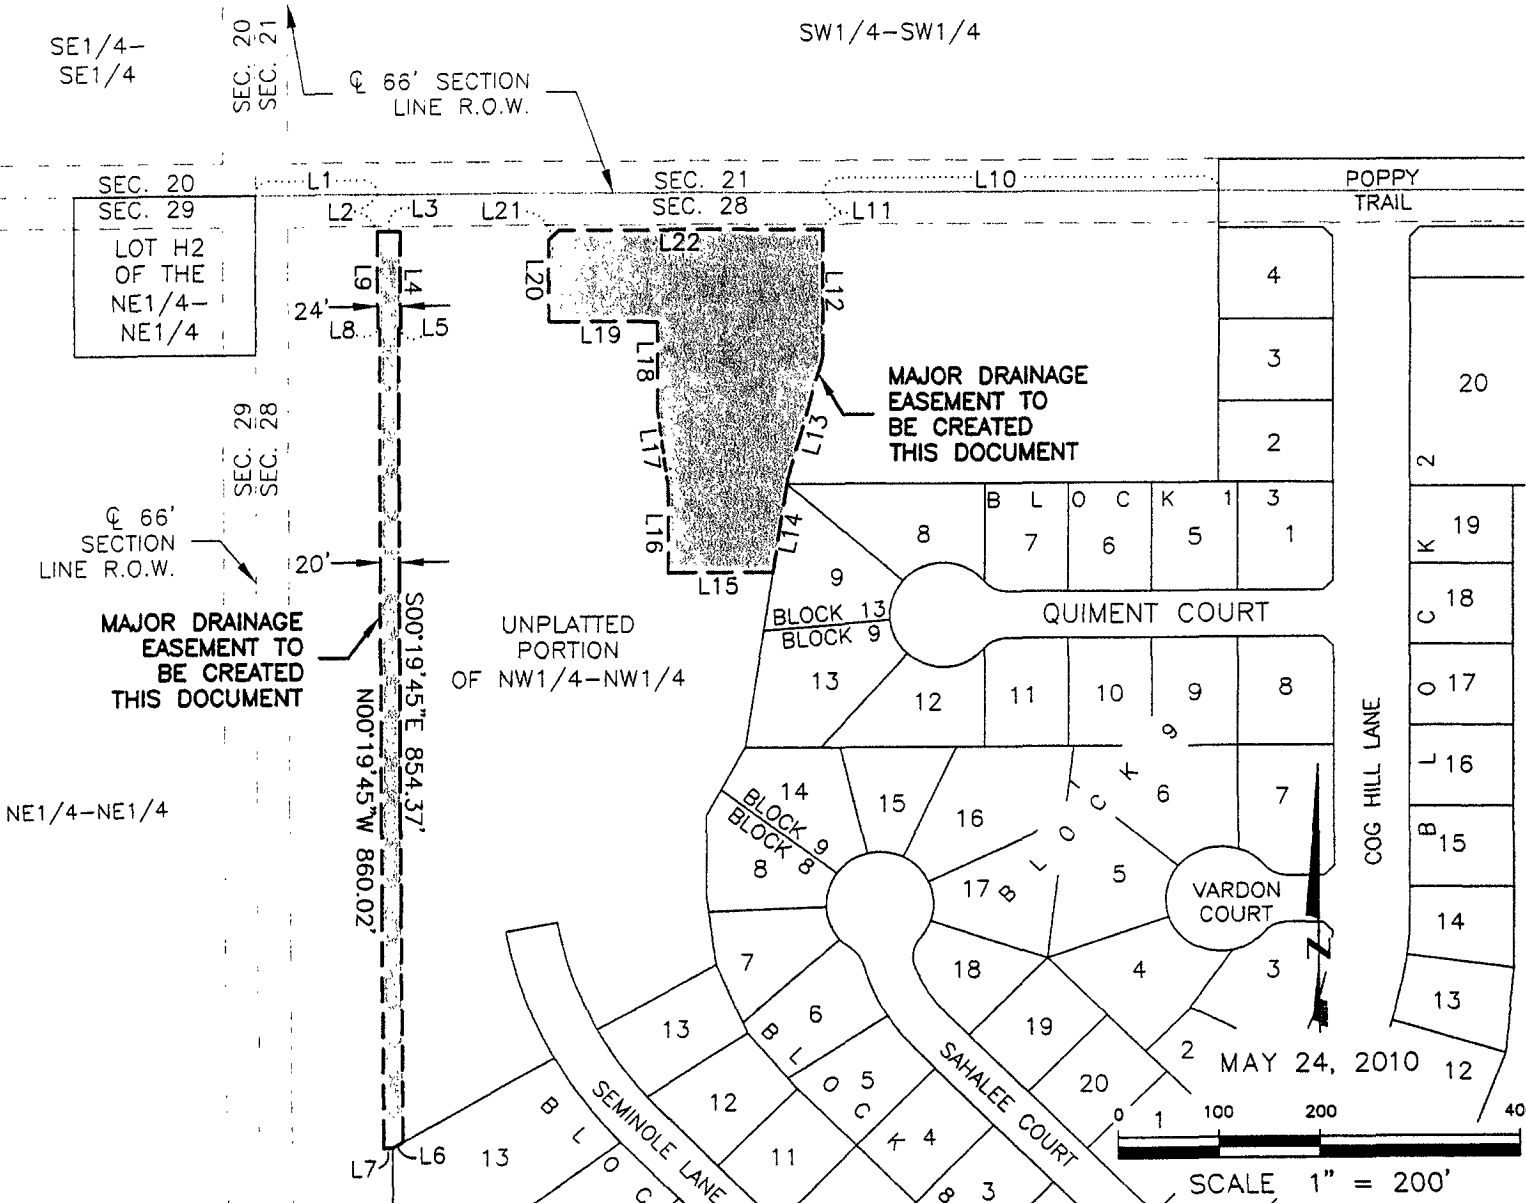 SE1/4–
SE1/4
SEC. 20
SEC. 21
℄ 66' SECTION
LINE R.O.W.
SW1/4–SW1/4
SEC. 20
SEC. 29
L1
L2
L3
L21
SEC. 21
SEC. 28
L10
L11
POPPY
TRAIL
LOT H2
OF THE
NE1/4–
NE1/4
L9
L4
24'
L8
L5
L22
L20
L19
L18
L12
L13
L17
L16
L14
L15
MAJOR DRAINAGE
EASEMENT TO
BE CREATED
THIS DOCUMENT
4
3
2
20
SEC. 29
SEC. 28
℄ 66'
SECTION
LINE R.O.W.
20'
MAJOR DRAINAGE
EASEMENT TO
BE CREATED
THIS DOCUMENT
S00°19'45"E 854.37'
N00°19'45"W 860.02'
UNPLATTED
PORTION
OF NW1/4–NW1/4
NE1/4–NE1/4
BLOCK 13
8
7
6
5
1
9
BLOCK 13
BLOCK 9
QUIMENT COURT
13
12
11
10
9
8
BLOCK 2
19
18
17
16
15
14
13
12
COG HILL LANE
14
BLOCK 9
BLOCK 8
8
15
16
17
BLOCK 9
6
7
5
VARDON
COURT
4
3
2
18
19
20
7
6
5
4
3
BLOCK 8
SAHALEE COURT
SEMINOLE LANE
13
12
11
13
BLOC
L7
L6
N
MAY 24, 2010
0 1 100 200 40
SCALE 1" = 200'